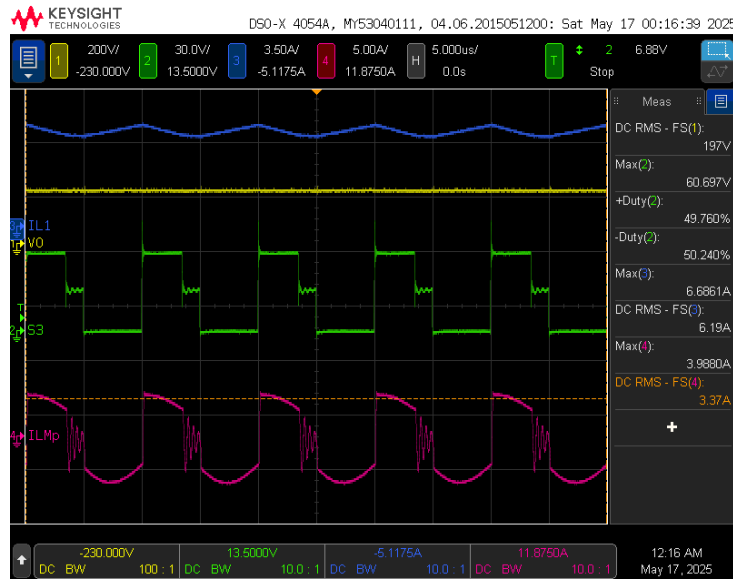 KEYSIGHT
TECHNOLOGIES
DSO-X 4054A, MY53040111, 04.06.2015051200: Sat May 17 00:16:39 2025
1 200V/ 2 30.0V/ 3 3.50A/ 4 5.00A/ H 5.000us/ T 2 6.88V
-230.000V 13.5000V -5.1175A 11.8750A 0.0s Stop
Meas
DC RMS - FS(1):
197V
Max(2):
60.697V
+Duty(2):
49.760%
-Duty(2):
50.240%
Max(3):
6.6861A
DC RMS - FS(3):
6.19A
Max(4):
3.9880A
DC RMS - FS(4):
3.37A
IL1
VO
T
S3
ILMp
-230.000V 13.5000V -5.1175A 11.8750A
DC BW 100 : 1 DC BW 10.0 : 1 DC BW 10.0 : 1 DC BW 10.0 : 1
12:16 AM
May 17, 2025